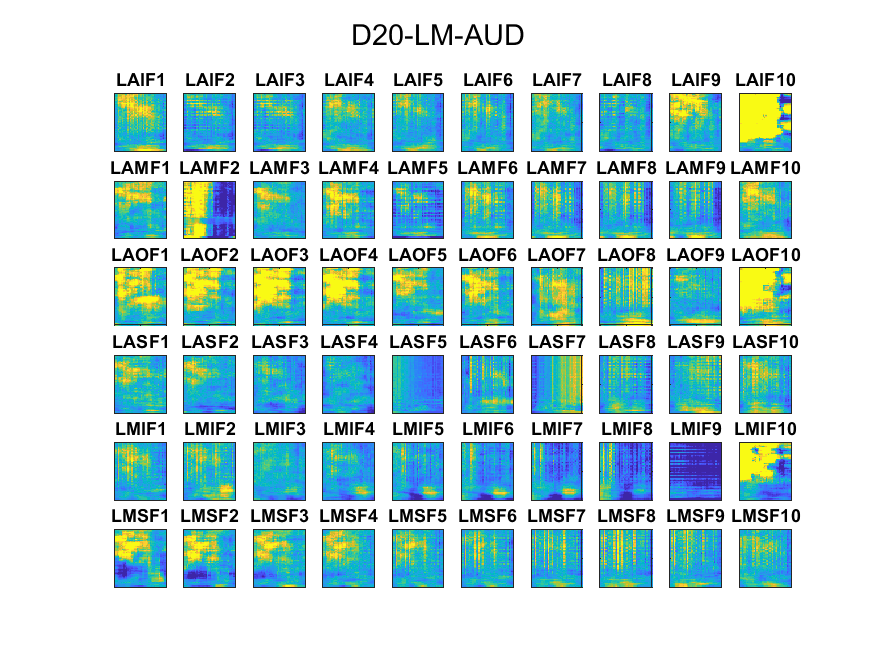 D20-LM-AUD
LAIF1 LAIF2 LAIF3 LAIF4 LAIF5 LAIF6 LAIF7 LAIF8 LAIF9 LAIF10
LAMF1 LAMF2 LAMF3 LAMF4 LAMF5 LAMF6 LAMF7 LAMF8 LAMF9 LAMF10
LAOF1 LAOF2 LAOF3 LAOF4 LAOF5 LAOF6 LAOF7 LAOF8 LAOF9 LAOF10
LASF1 LASF2 LASF3 LASF4 LASF5 LASF6 LASF7 LASF8 LASF9 LASF10
LMIF1 LMIF2 LMIF3 LMIF4 LMIF5 LMIF6 LMIF7 LMIF8 LMIF9 LMIF10
LMSF1 LMSF2 LMSF3 LMSF4 LMSF5 LMSF6 LMSF7 LMSF8 LMSF9 LMSF10